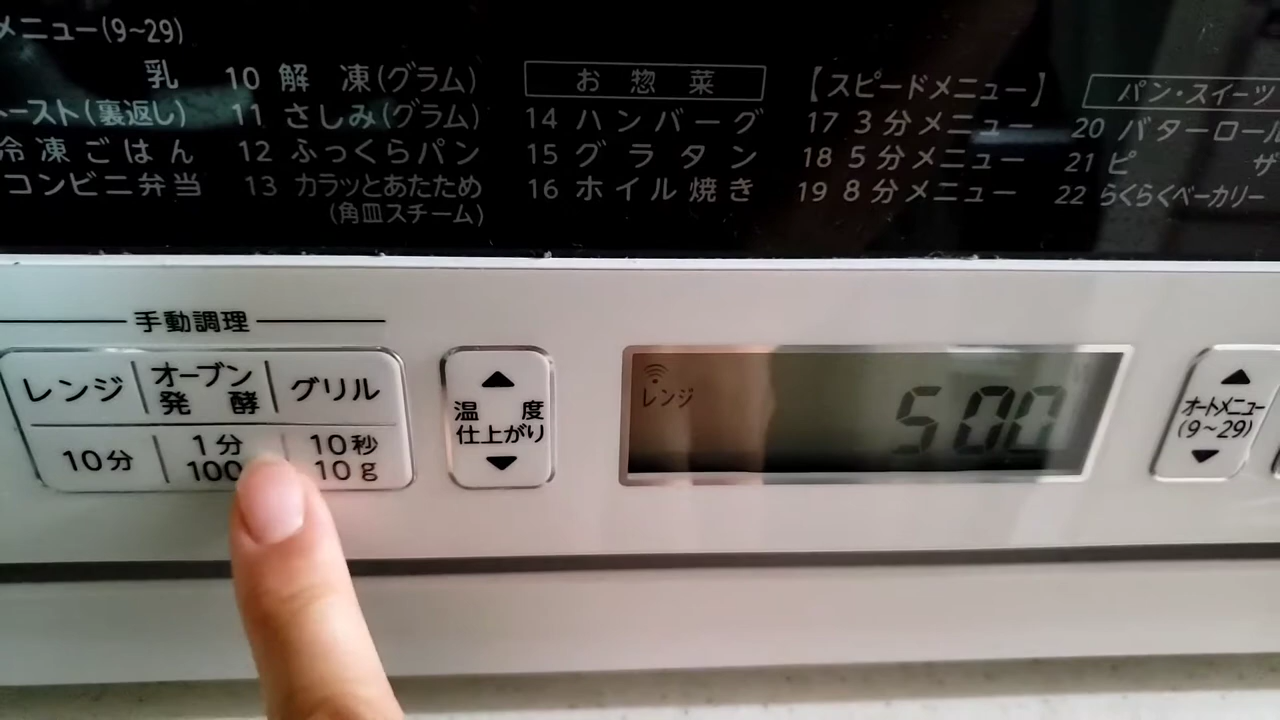 メニュー(9~29)
乳
ースト(裏返し)
冷凍ごはん
コンビニ弁当
10 解凍(グラム)
11 さしみ(グラム)
12 ふっくらパン
13 カラッとあたため
(角皿スチーム)
お惣菜
14 ハンバーグ
15 グラタン
16 ホイル焼き
【スピードメニュー】
17 3分メニュー
18 5分メニュー
19 8分メニュー
パン・スイーツ
20 バターロール
21 ピザ
22 らくらくベーカリー
手動調理
レンジ
オーブン
発酵
グリル
10分
1分
100
10秒
10g
温度
仕上がり
レンジ
500
オートメニュー
(9~29)